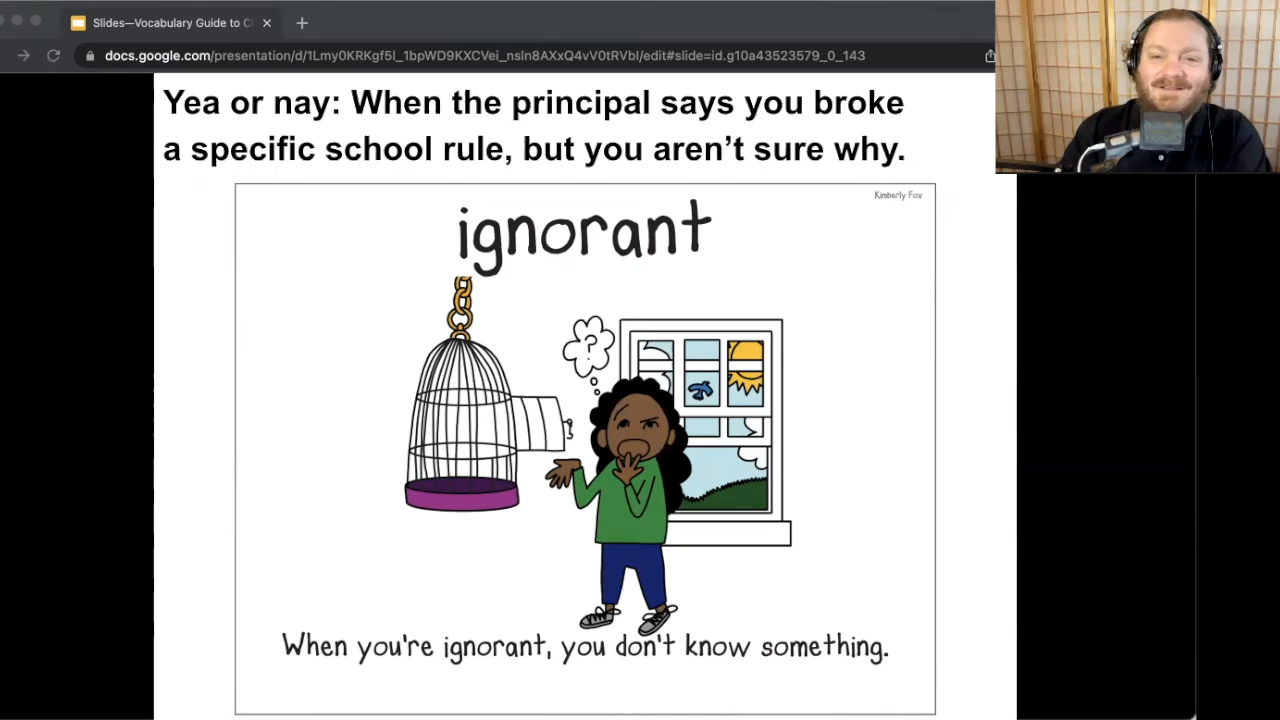 Slides—Vocabulary Guide to C
docs.google.com/presentation/d/1Lmy0KRKgf5I_1bpWD9KXCVei_nsIn8AXxQ4vV0tRVbI/edit#slide=id.g10a43523579_0_143
Yea or nay: When the principal says you broke
a specific school rule, but you aren't sure why.
Kimberly Fox
ignorant
?
When you're ignorant, you don't know something.